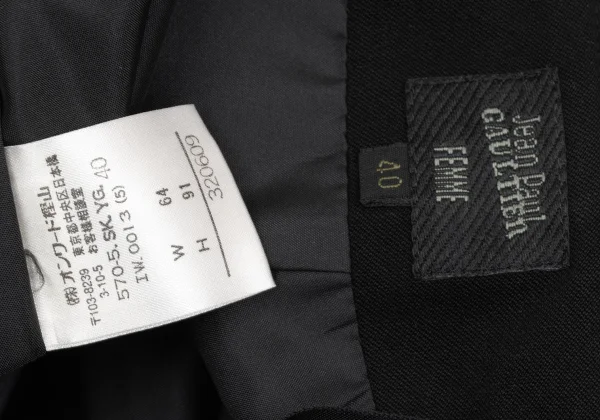 Jean Paul
GAULTIER
FEMME
40
320609
W 64
H 91
(株)オンワード樫山
東京都中央区日本橋
3-10-5 お客様相談室
〒103-8239
570-5. SK. YG. 40
TW. 0013 (5)